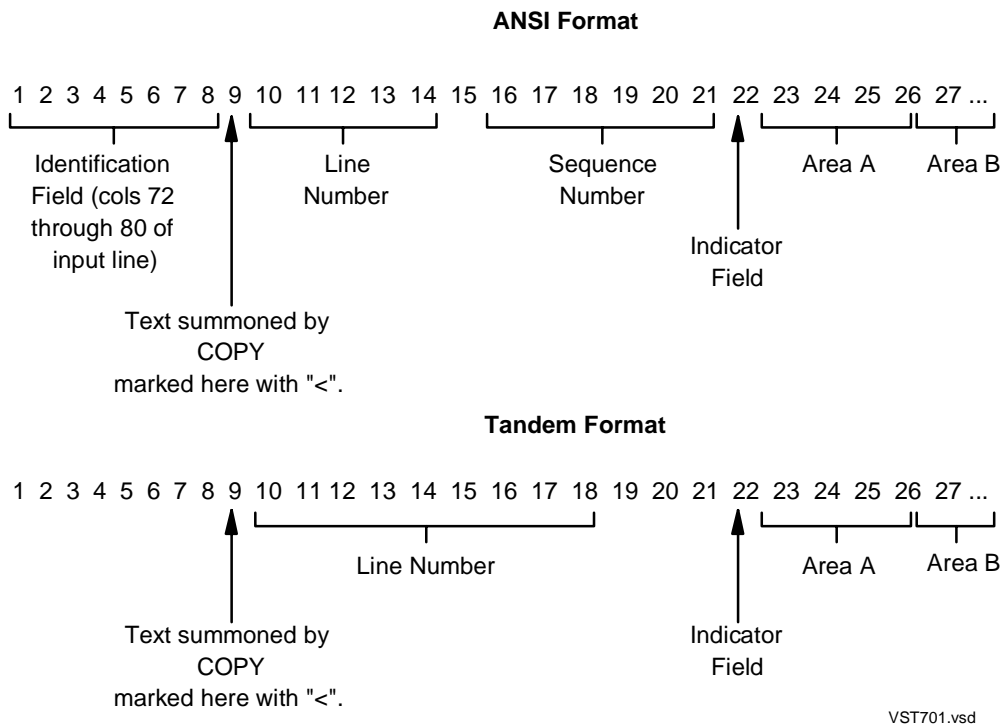 ANSI Format
1 2 3 4 5 6 7 8 9 10 11 12 13 14 15 16 17 18 19 20 21 22 23 24 25 26 27 ...
Identification
Field (cols 72
through 80 of
input line)
Line
Number
Sequence
Number
Area A
Area B
Indicator
Field
Text summoned by
COPY
marked here with "<".
Tandem Format
1 2 3 4 5 6 7 8 9 10 11 12 13 14 15 16 17 18 19 20 21 22 23 24 25 26 27 ...
Line Number
Area A
Area B
Text summoned by
COPY
marked here with "<".
Indicator
Field
VST701.vsd